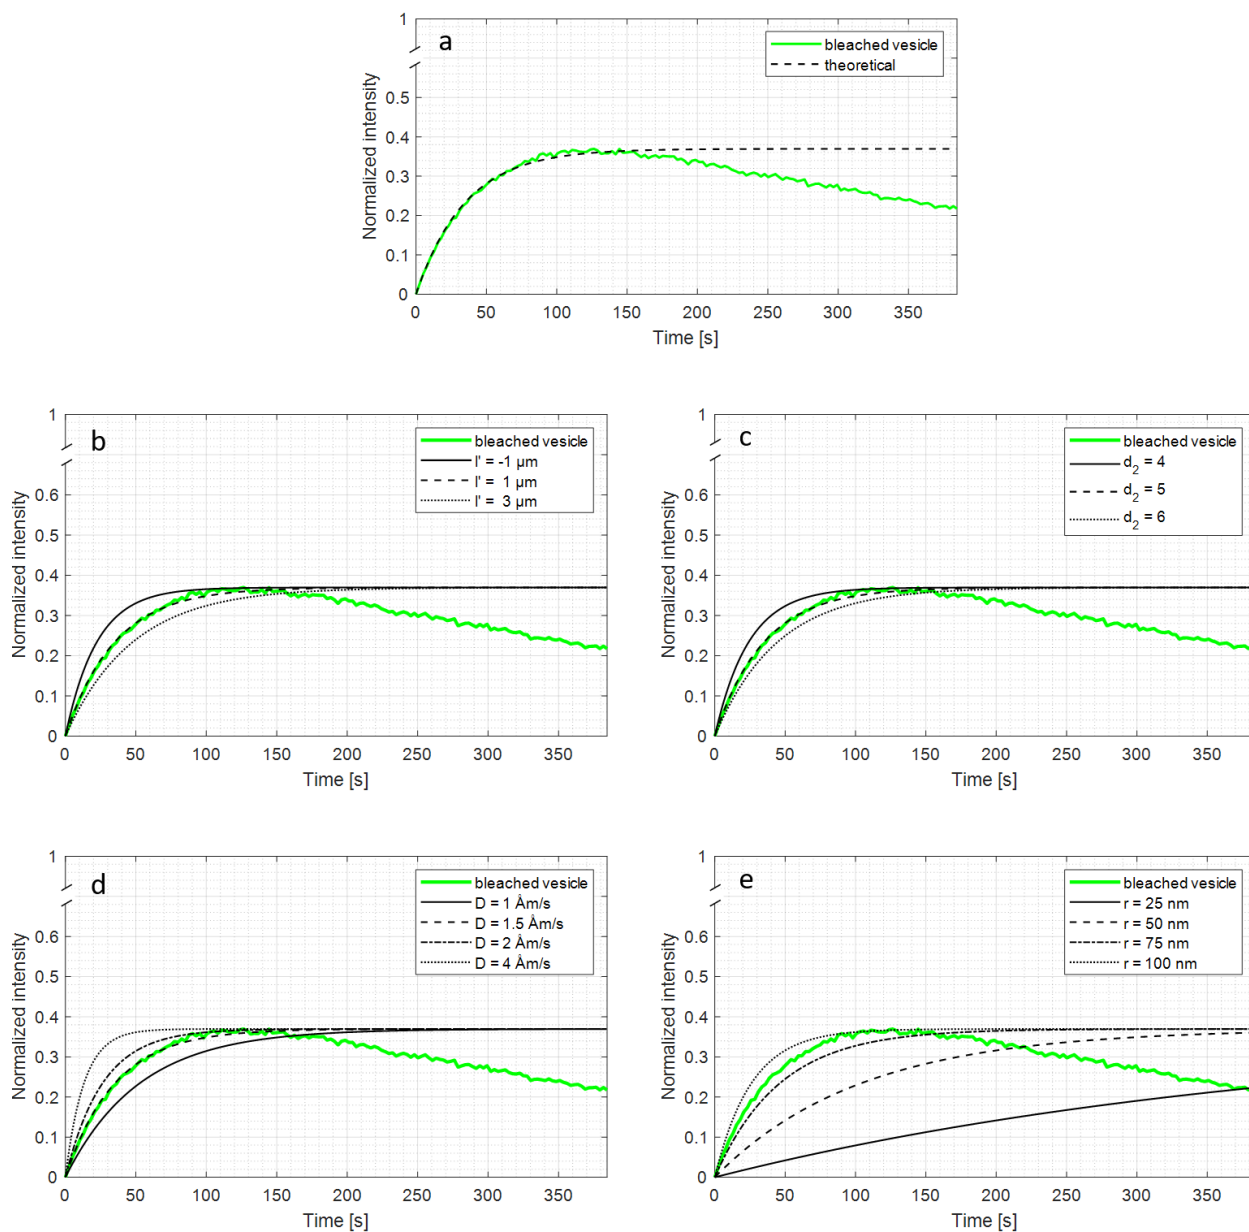 a
1
0.5
0.4
0.3
0.2
0.1
0
Normalized intensity
bleached vesicle
theoretical
0 50 100 150 200 250 300 350
Time [s]
b
1
0.6
0.5
0.4
0.3
0.2
0.1
0
Normalized intensity
bleached vesicle
l' = -1 µm
l' = 1 µm
l' = 3 µm
0 50 100 150 200 250 300 350
Time [s]
c
1
0.6
0.5
0.4
0.3
0.2
0.1
0
Normalized intensity
bleached vesicle
d2 = 4
d2 = 5
d2 = 6
0 50 100 150 200 250 300 350
Time [s]
d
1
0.6
0.5
0.4
0.3
0.2
0.1
0
Normalized intensity
bleached vesicle
D = 1 Åm/s
D = 1.5 Åm/s
D = 2 Åm/s
D = 4 Åm/s
0 50 100 150 200 250 300 350
Time [s]
e
1
0.6
0.5
0.4
0.3
0.2
0.1
0
Normalized intensity
bleached vesicle
r = 25 nm
r = 50 nm
r = 75 nm
r = 100 nm
0 50 100 150 200 250 300 350
Time [s]